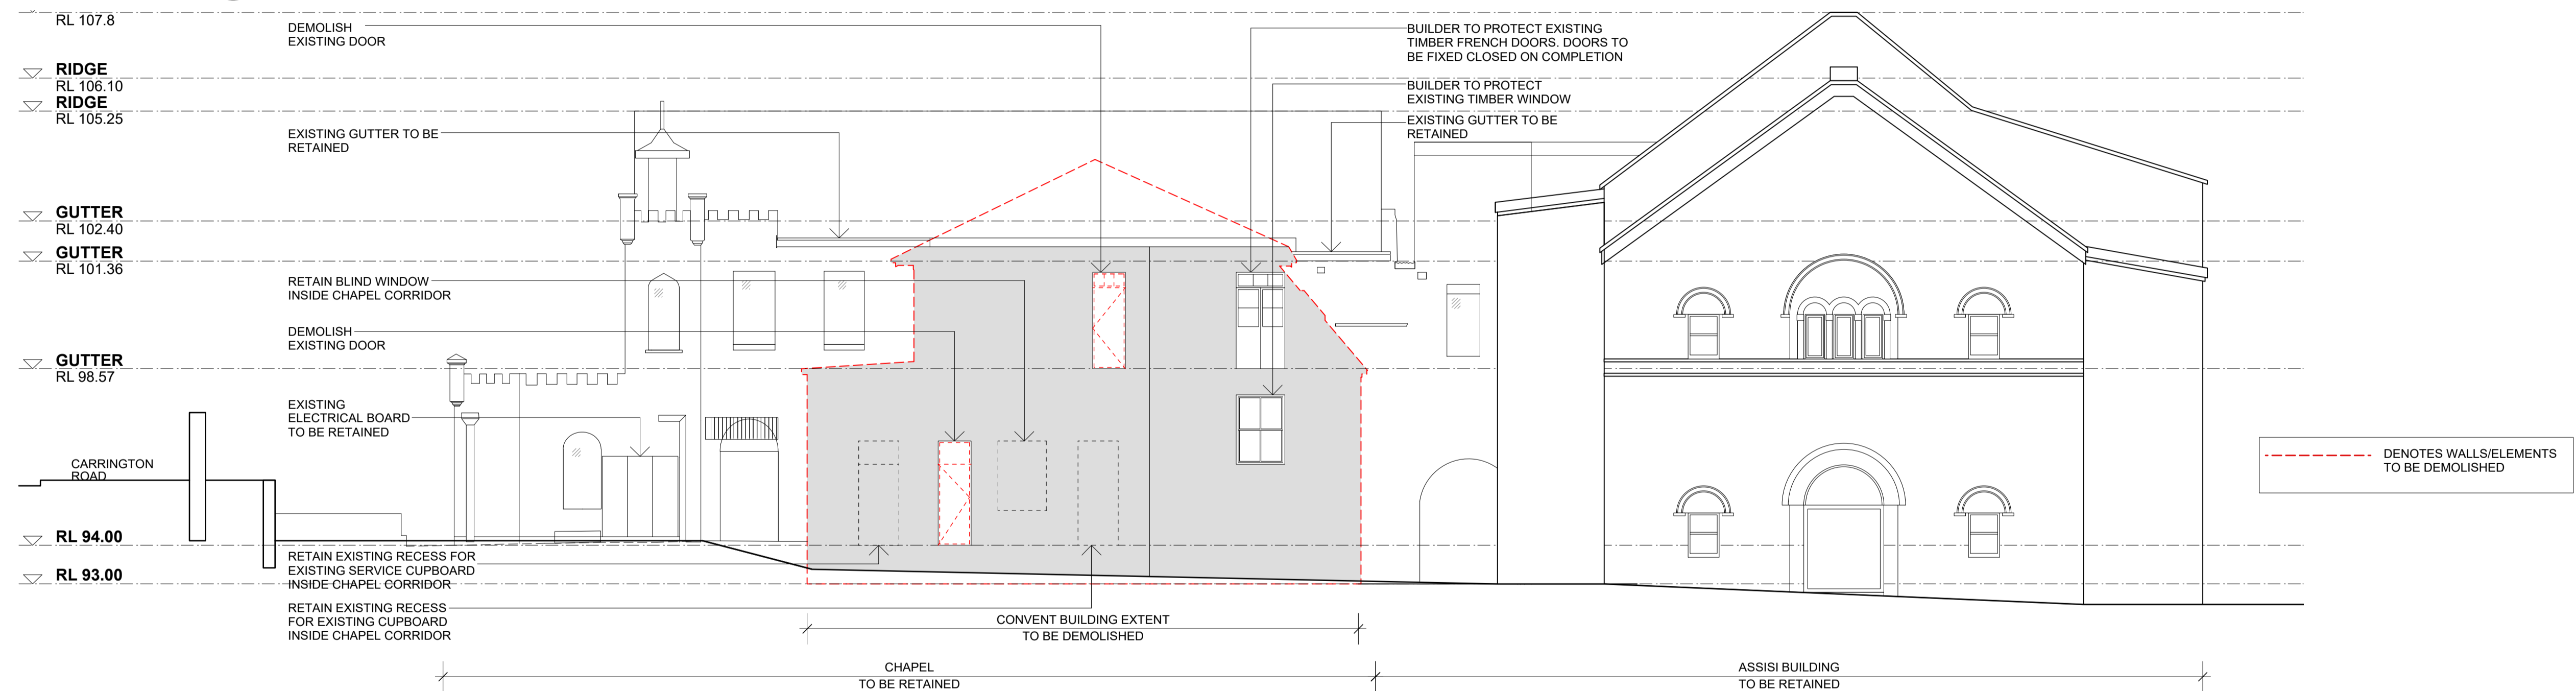 RL 107.8
RIDGE
RL 106.10
RIDGE
RL 105.25
GUTTER
RL 102.40
GUTTER
RL 101.36
GUTTER
RL 98.57
CARRINGTON
ROAD
RL 94.00
RL 93.00
DEMOLISH
EXISTING DOOR
EXISTING GUTTER TO BE
RETAINED
RETAIN BLIND WINDOW
INSIDE CHAPEL CORRIDOR
DEMOLISH
EXISTING DOOR
EXISTING
ELECTRICAL BOARD
TO BE RETAINED
RETAIN EXISTING RECESS FOR
EXISTING SERVICE CUPBOARD
INSIDE CHAPEL CORRIDOR
RETAIN EXISTING RECESS
FOR EXISTING CUPBOARD
INSIDE CHAPEL CORRIDOR
BUILDER TO PROTECT EXISTING
TIMBER FRENCH DOORS. DOORS TO
BE FIXED CLOSED ON COMPLETION
BUILDER TO PROTECT
EXISTING TIMBER WINDOW
EXISTING GUTTER TO BE
RETAINED
DENOTES WALLS/ELEMENTS
TO BE DEMOLISHED
CONVENT BUILDING EXTENT
TO BE DEMOLISHED
CHAPEL
TO BE RETAINED
ASSISI BUILDING
TO BE RETAINED